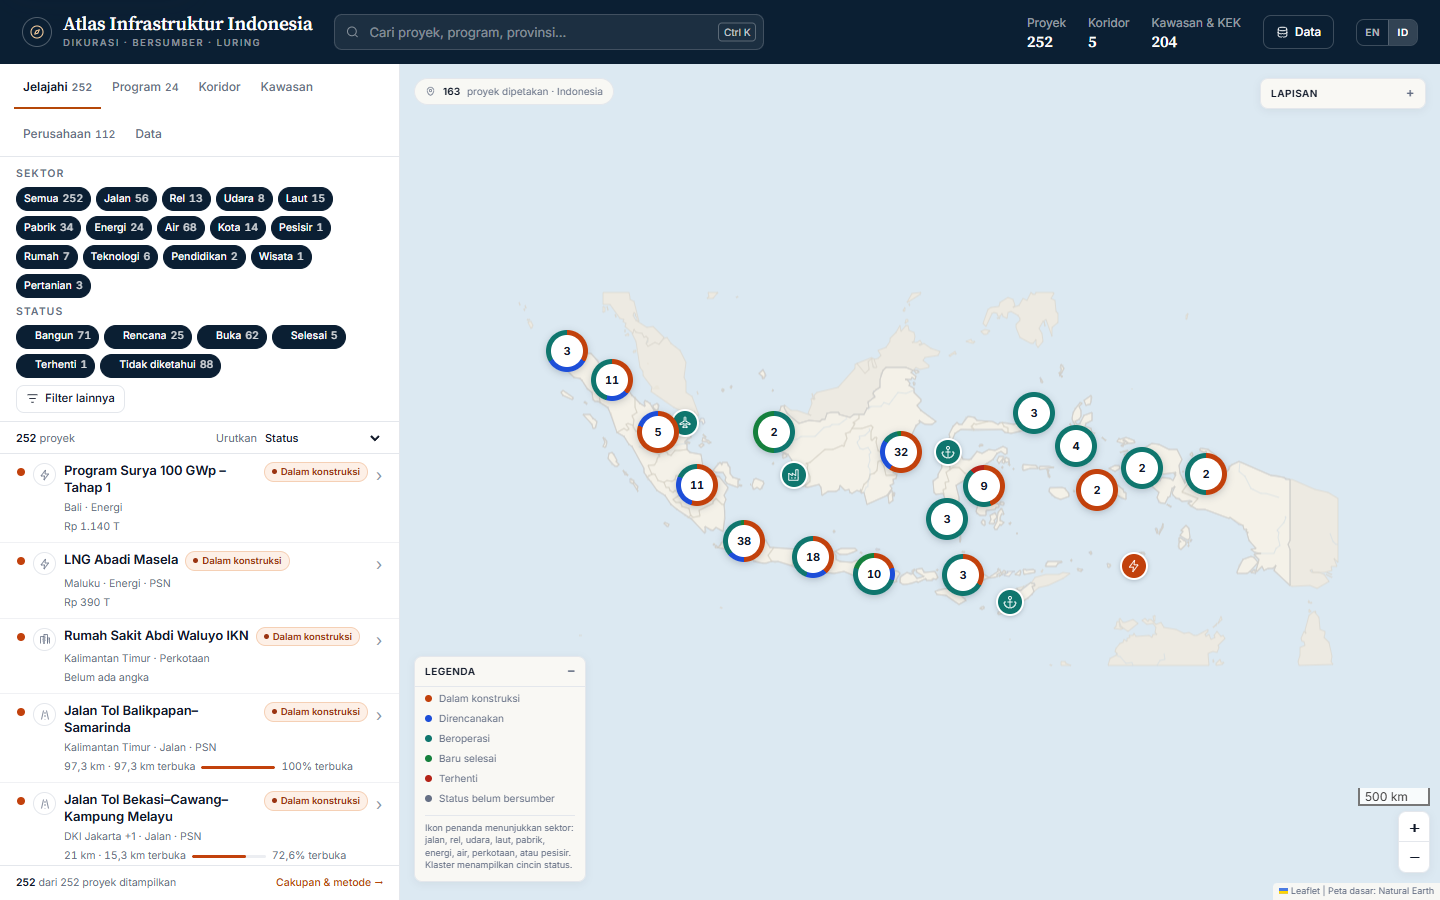 Atlas Infrastruktur Indonesia
DIKURASI · BERSUMBER · LURING
Cari proyek, program, provinsi...
Ctrl K
Proyek
252
Koridor
5
Kawasan & KEK
204
Data
EN
ID
Jelajahi 252
Program 24
Koridor
Kawasan
Perusahaan 112
Data
SEKTOR
Semua 252
Jalan 56
Rel 13
Udara 8
Laut 15
Pabrik 34
Energi 24
Air 68
Kota 14
Pesisir 1
Rumah 7
Teknologi 6
Pendidikan 2
Wisata 1
Pertanian 3
STATUS
Bangun 71
Rencana 25
Buka 62
Selesai 5
Terhenti 1
Tidak diketahui 88
Filter lainnya
252 proyek
Urutkan Status
Program Surya 100 GWp –
Tahap 1
Dalam konstruksi
Bali · Energi
Rp 1.140 T
LNG Abadi Masela
Dalam konstruksi
Maluku · Energi · PSN
Rp 390 T
Rumah Sakit Abdi Waluyo IKN
Dalam konstruksi
Kalimantan Timur · Perkotaan
Belum ada angka
Jalan Tol Balikpapan–
Samarinda
Dalam konstruksi
Kalimantan Timur · Jalan · PSN
97,3 km · 97,3 km terbuka
100% terbuka
Jalan Tol Bekasi–Cawang–
Kampung Melayu
Dalam konstruksi
DKI Jakarta +1 · Jalan · PSN
21 km · 15,3 km terbuka
72,6% terbuka
252 dari 252 proyek ditampilkan
Cakupan & metode →
163 proyek dipetakan · Indonesia
LAPISAN +
3
11
5
2
11
32
38
18
10
3
9
3
3
4
2
2
2
LEGENDA −
Dalam konstruksi
Direncanakan
Beroperasi
Baru selesai
Terhenti
Status belum bersumber
Ikon penanda menunjukkan sektor:
jalan, rel, udara, laut, pabrik,
energi, air, perkotaan, atau pesisir.
Klaster menampilkan cincin status.
500 km
+
−
Leaflet | Peta dasar: Natural Earth